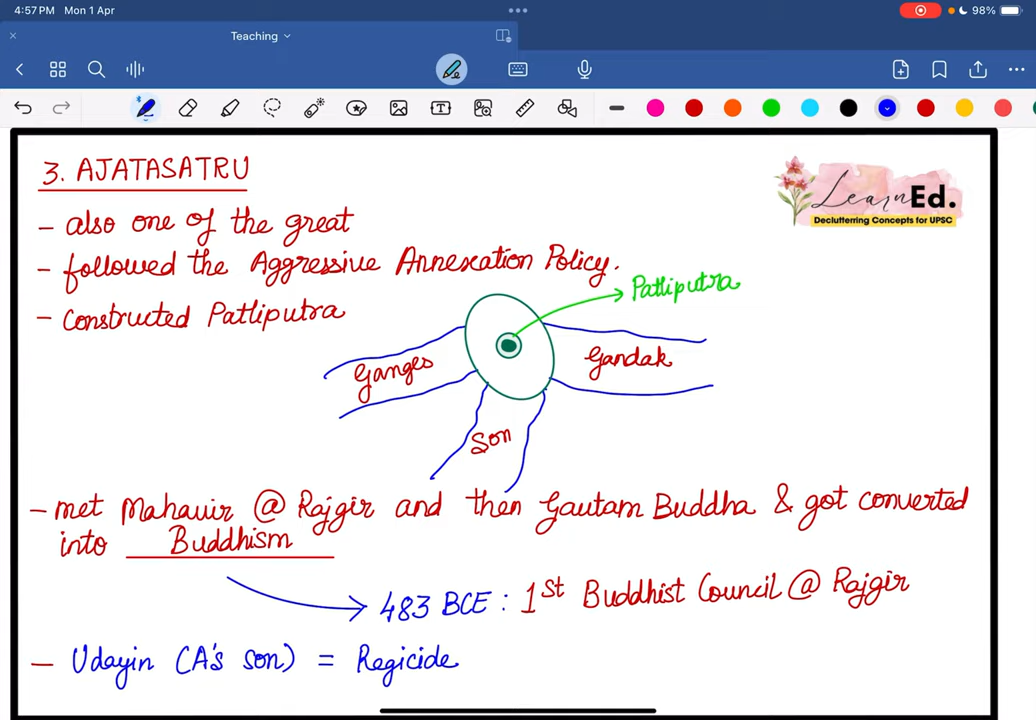 4:57 PM Mon 1 Apr
98%
Teaching
3. AJATASATRU
LearnEd.
Decluttering Concepts for UPSC
- also one of the great
- followed the Aggressive Annexation Policy.
- constructed Patliputra
Patliputra
Ganges
Gandak
Son
- met Mahavir @ Rajgir and then Gautam Buddha & got converted
into Buddhism
483 BCE : 1st Buddhist Council @ Rajgir
- Udayin (A's son) = Regicide